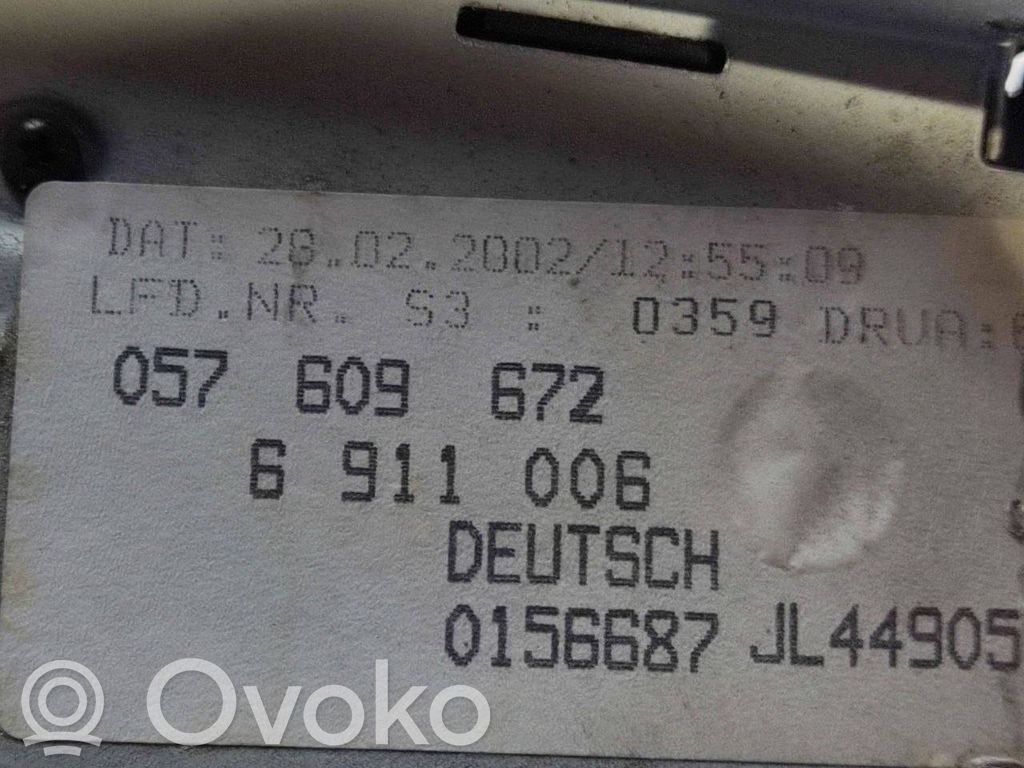 DAT: 28.02.2002/12:55:09
LFD.NR. S3 : 0359 DRVA:
057 609 672
6 911 006
DEUTSCH
0156687 JL44905
Ovoko